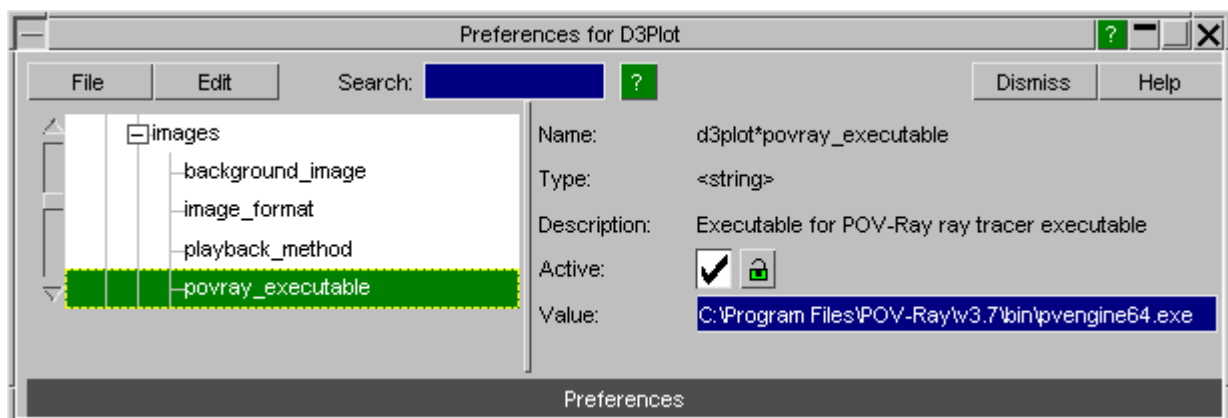 Preferences for D3Plot ?
File Edit Search: ? Dismiss Help
images
background_image
image_format
playback_method
povray_executable
Name: d3plot*povray_executable
Type: <string>
Description: Executable for POV-Ray ray tracer executable
Active:
Value: C:\Program Files\POV-Ray\v3.7\bin\pvengine64.exe
Preferences